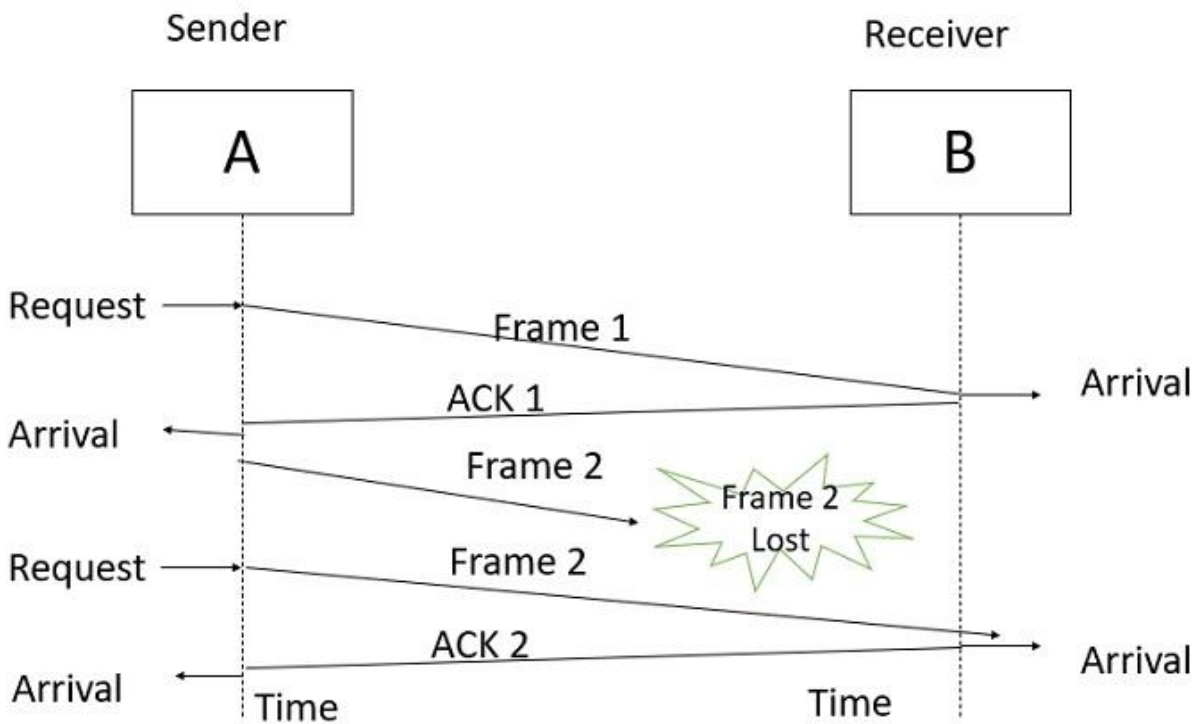 Sender
Receiver
A
B
Request
Frame 1
Arrival
ACK 1
Arrival
Frame 2
Frame 2
Lost
Request
Frame 2
ACK 2
Arrival
Arrival
Time
Time